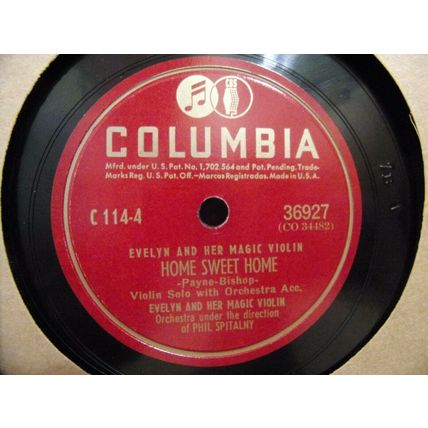 CBS
COLUMBIA
Mfrd. under U.S. Pat. No. 1,702,564 and Pat. Pending. Trade-
Marks Reg. U.S. Pat. Off.—Marcas Registradas. Made in U.S.A.
C 114-4
36927
(CO 34482)
EVELYN AND HER MAGIC VIOLIN
HOME SWEET HOME
-Payne-Bishop-
Violin Solo with Orchestra Acc.
EVELYN AND HER MAGIC VIOLIN
Orchestra under the direction
of PHIL SPITALNY